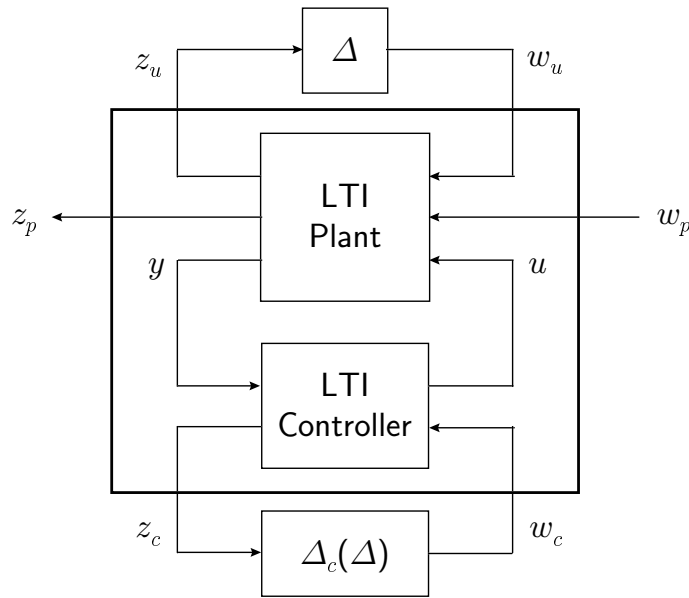 Δ
z_u
w_u
LTI
Plant
z_p
w_p
y
u
LTI
Controller
z_c
w_c
Δ_c(Δ)